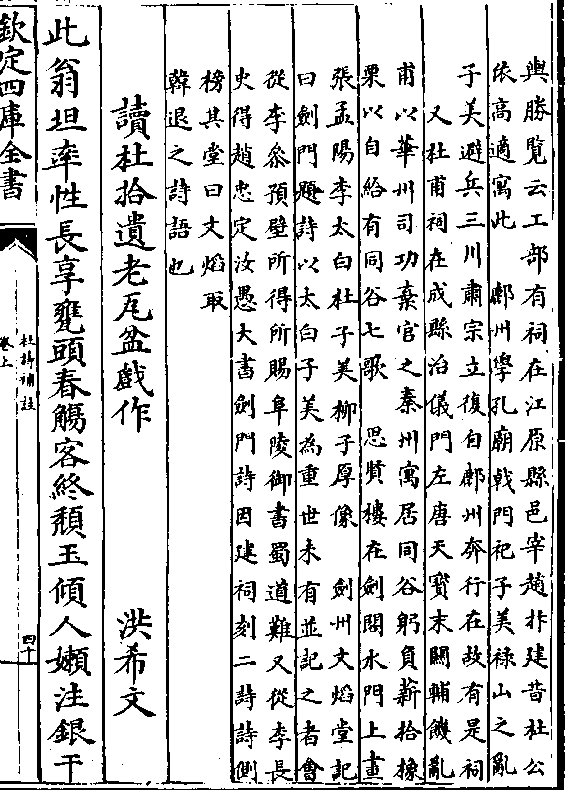 輿勝覧云工部有祠在江原縣邑宰趙抃建昔杜公
依高適寓此　鄜州學孔廟戟門祀子美祿山之亂
子美避兵三川肅宗立復自鄜州奔行在故有是祠
又杜甫祠在成縣治儀門左唐天寳末關輔饑亂
甫以華州司功棄官之秦州寓居同谷躬負薪拾橡
栗以自給有同谷七歌　思賢樓在劍閣水門上畫
張孟陽李太白杜子美柳子厚像　劍州文焰堂記
曰劍門題詩以太白子美為重世未有並記之者會
從李叅預壁所得所賜阜陵御書蜀道難又從李長
史得趙忠定汝愚大書劍門詩因建祠刻二詩詩側
榜其堂曰文焰取
韓退之詩語也
讀杜拾遺老瓦盆戲作　洪希文
此翁坦率性長享甕頭春觴客終頽玉傾人嬾注銀干
欽定四庫全書
杜詩補註
卷上
四十